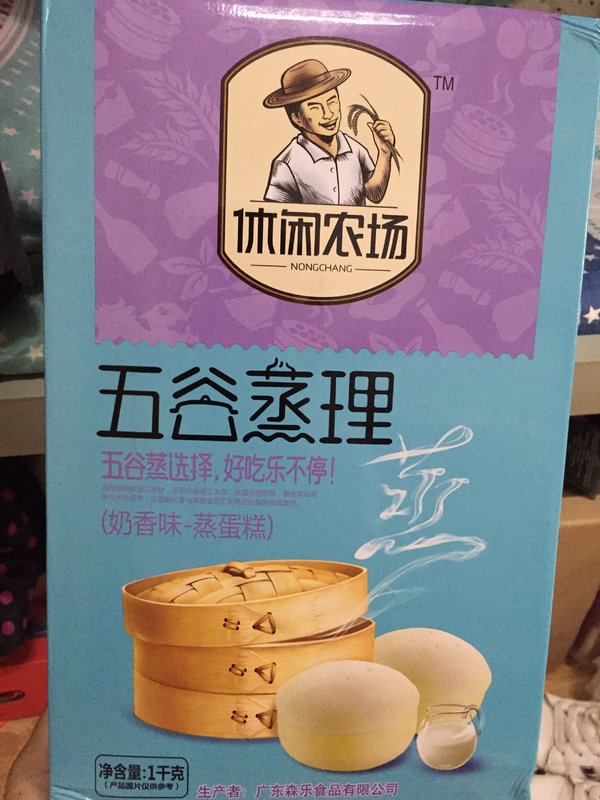 TM
休闲农场
NONGCHANG
五谷蒸理
五谷蒸选择,好吃乐不停!
(奶香味-蒸蛋糕)
蒸
净含量:1千克
(产品图片仅供参考)
生产者: 广东森乐食品有限公司